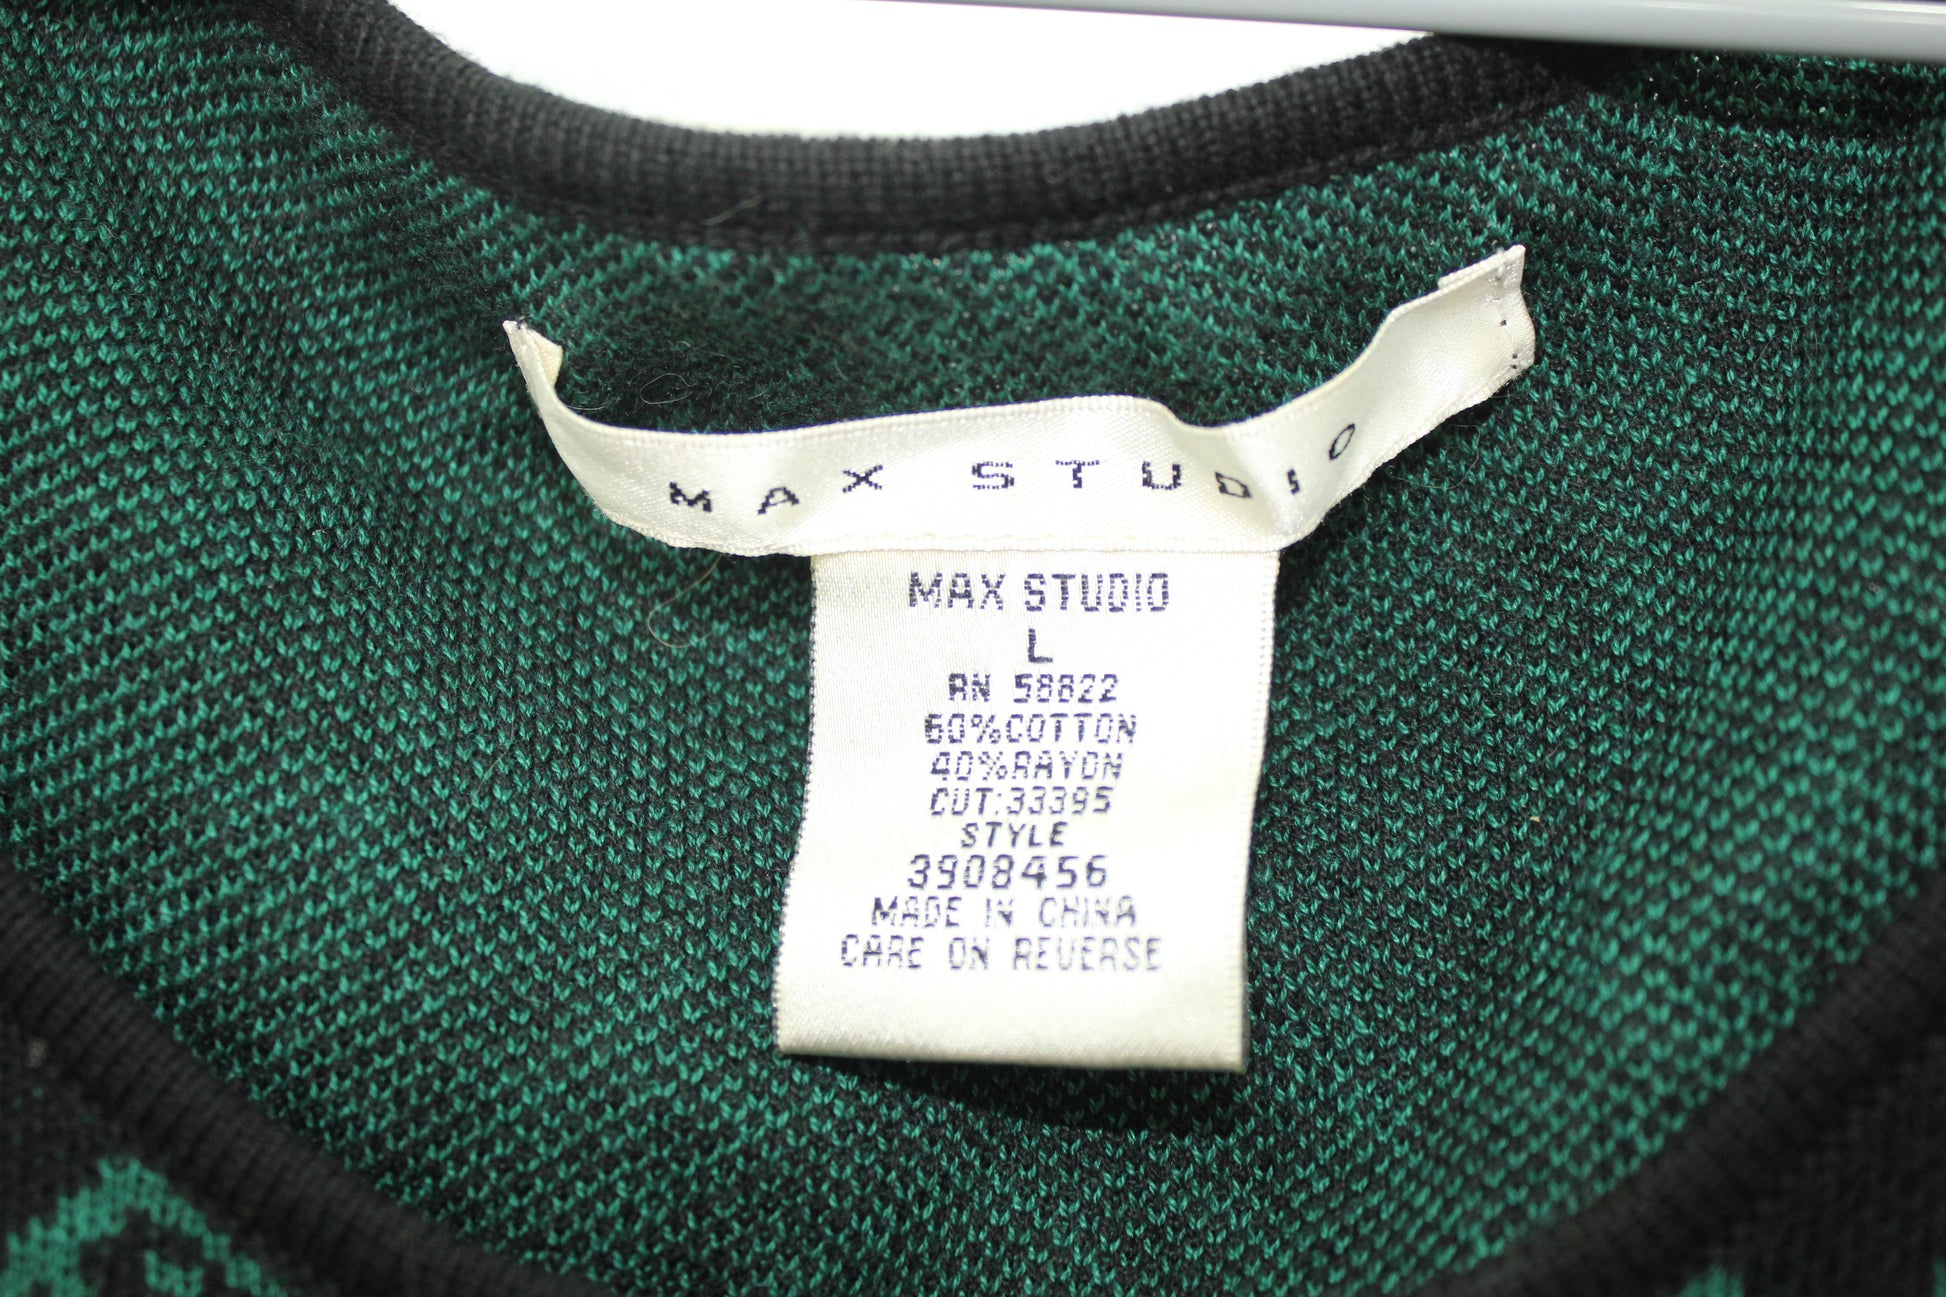 MAX STUDIO
MAX STUDIO
L
RN 58822
60%COTTON
40%RAYON
CUT:33395
STYLE
3908456
MADE IN CHINA
CARE ON REVERSE